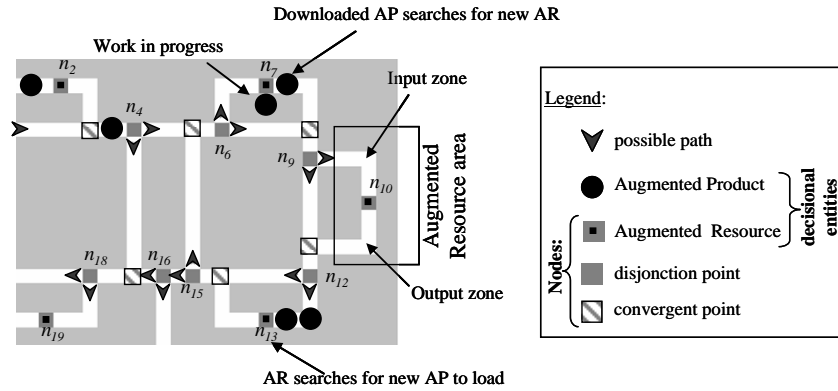 Downloaded AP searches for new AR
Work in progress
n2
n7
Input zone
n4
n6
n9
n10
Augmented
Resource area
n18
n16
n15
n12
Output zone
n19
n13
AR searches for new AP to load
Legend:
possible path
Augmented Product
Augmented Resource
disjonction point
convergent point
Nodes:
decisional
entities